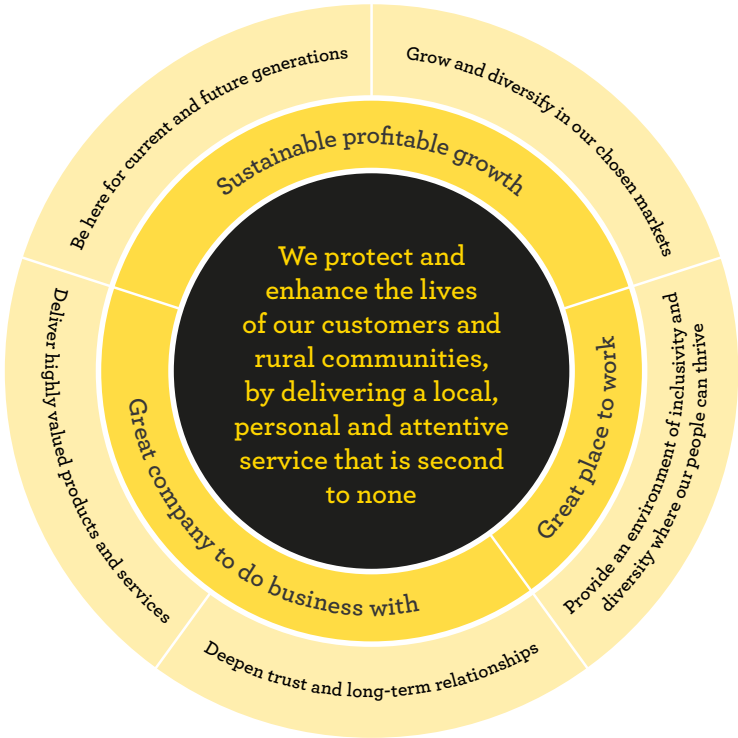 Be here for current and future generations
Grow and diversify in our chosen markets
Sustainable profitable growth
We protect and
enhance the lives
of our customers and
rural communities,
by delivering a local,
personal and attentive
service that is second
to none
Great place to work
Provide an environment of inclusivity and
diversity where our people can thrive
Great company to do business with
Deliver highly valued products and services
Deepen trust and long-term relationships